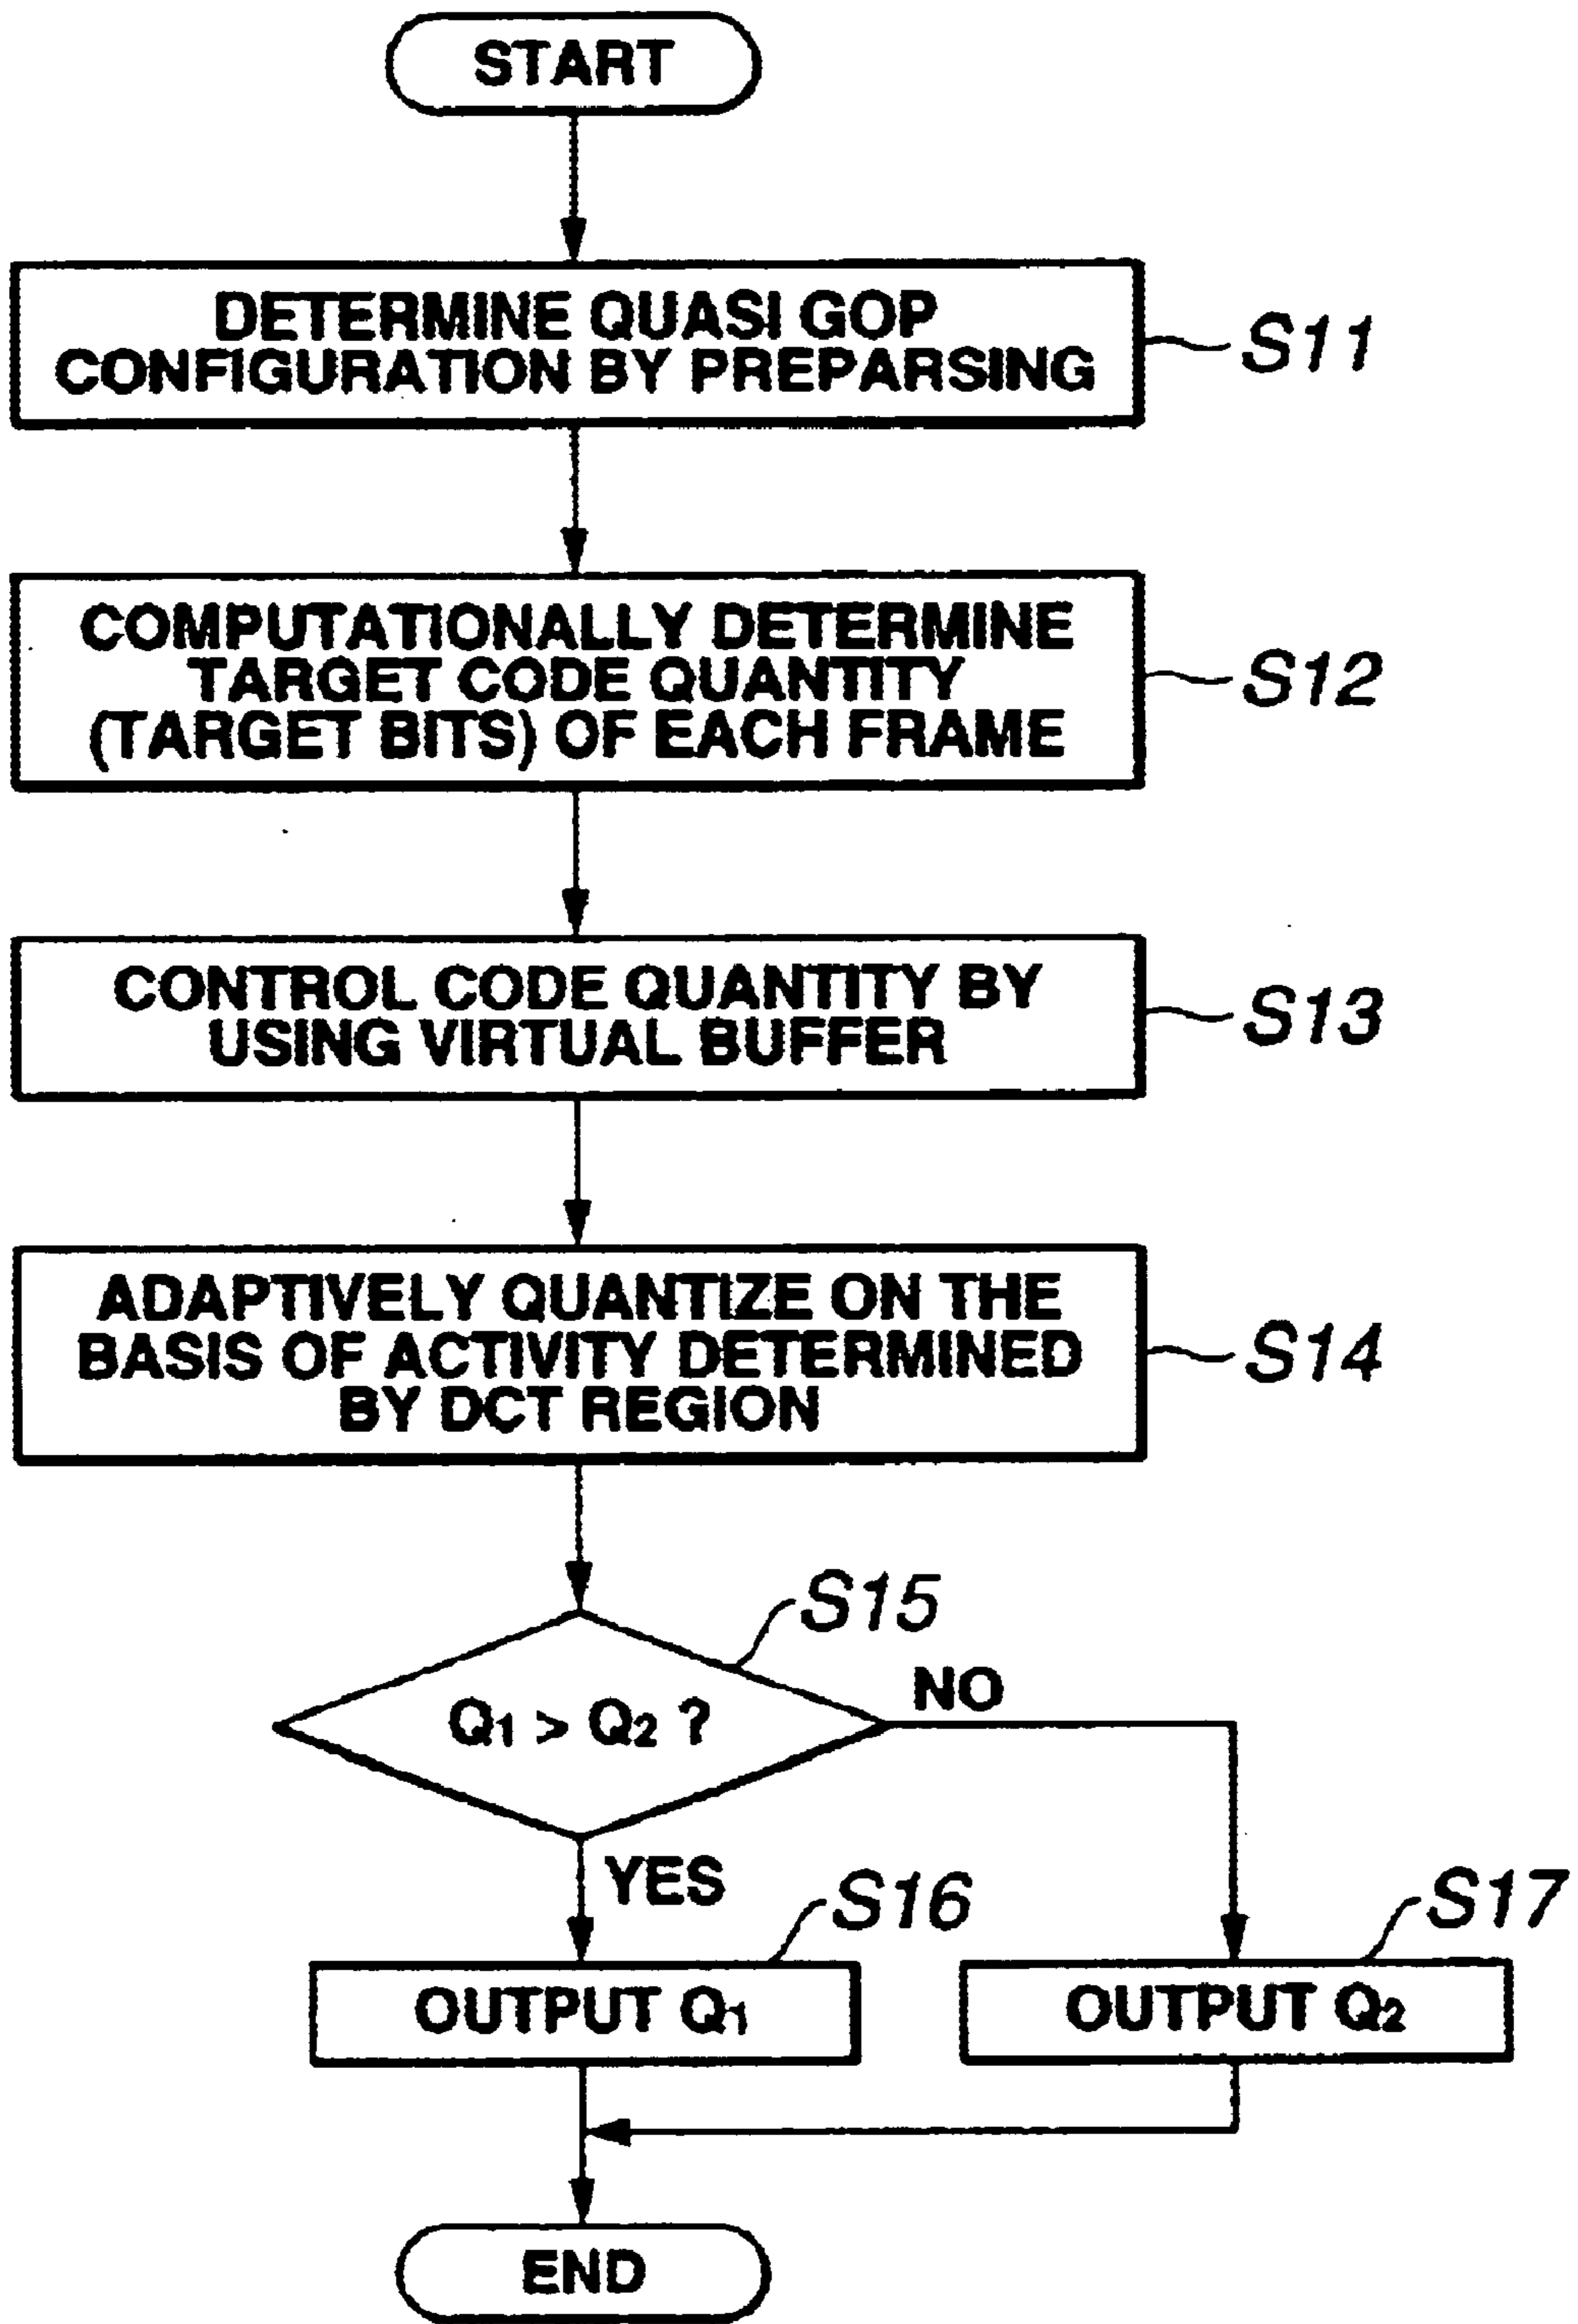 START
DETERMINE QUASI GOP
CONFIGURATION BY PREPARSING
S11
COMPUTATIONALLY DETERMINE
TARGET CODE QUANTITY
(TARGET BITS) OF EACH FRAME
S12
CONTROL CODE QUANTITY BY
USING VIRTUAL BUFFER
S13
ADAPTIVELY QUANTIZE ON THE
BASIS OF ACTIVITY DETERMINED
BY DCT REGION
S14
S15
Q1 > Q2 ?
NO
YES
S16
S17
OUTPUT Q1
OUTPUT Q2
END